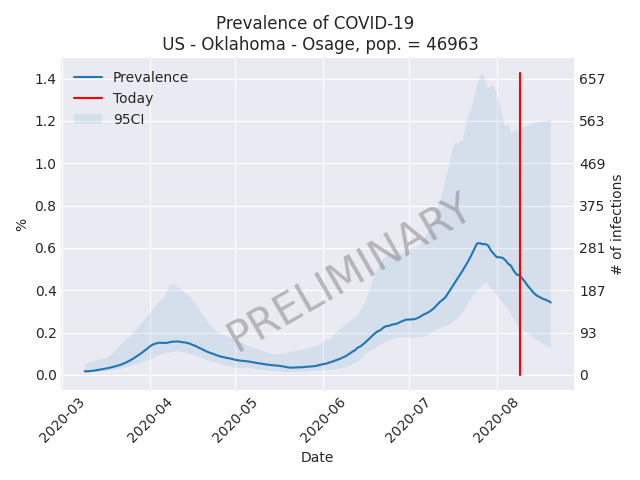 Prevalence of COVID-19
US - Oklahoma - Osage, pop. = 46963
Prevalence
Today
95CI
PRELIMINARY
1.4
1.2
1.0
0.8
0.6
0.4
0.2
0.0
%
657
563
469
375
281
187
93
0
# of infections
2020-03
2020-04
2020-05
2020-06
2020-07
2020-08
Date